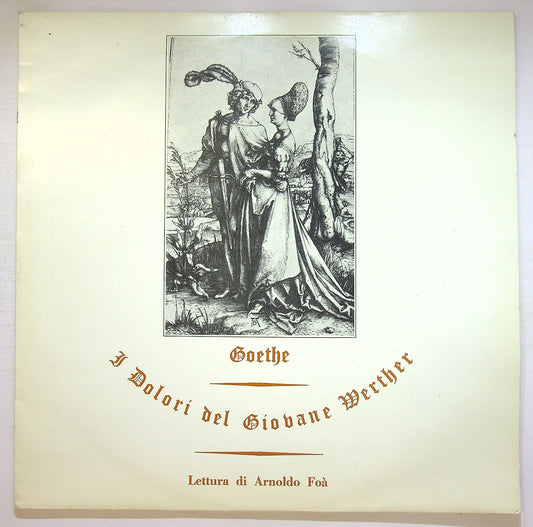 Goethe
I Dolori del Giovane Werther
Lettura di Arnoldo Foà